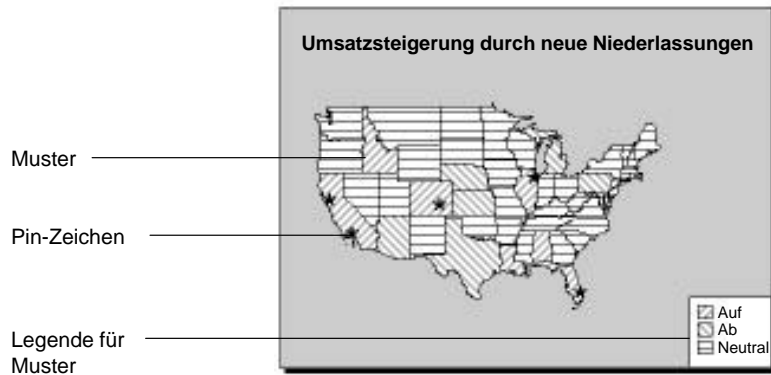 Umsatzsteigerung durch neue Niederlassungen
Muster
Pin-Zeichen
Legende für
Muster
Auf
Ab
Neutral